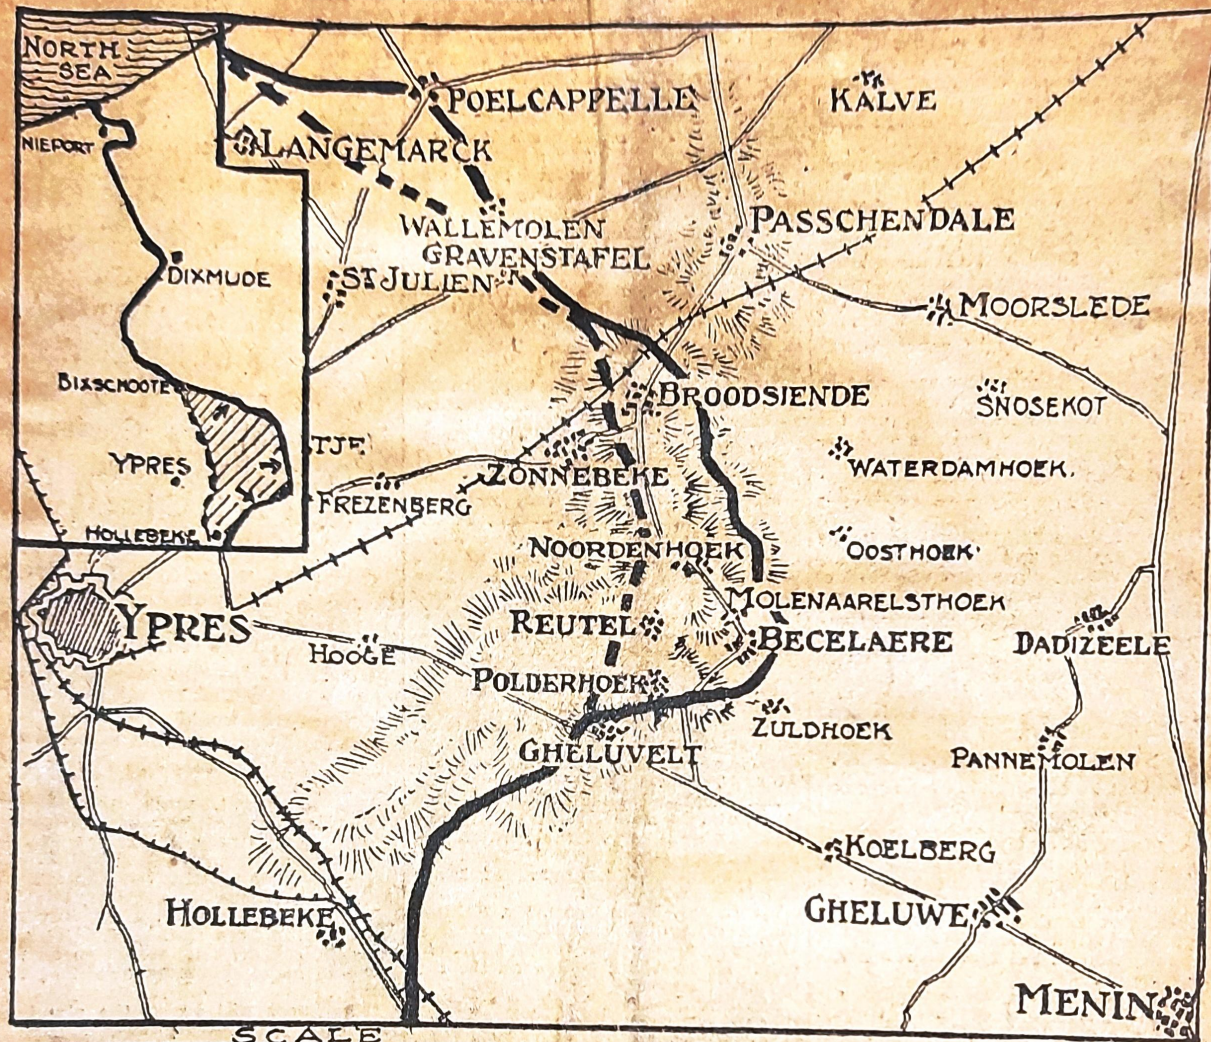 NORTH
SEA
NIEPORT
DIXMUDE
BIXSCHOOTE
YPRES
HOLLEBEKE
POELCAPPELLE
KALVE
LANGEMARCK
WALLEMOLEN
PASSCHENDALE
GRAVENSTAFEL
ST JULIEN
MOORSLEDE
BROODSIENDE
SNOSEKOT
TJE
ZONNEBEKE
WATERDAMHOEK.
FREZENBERG
NOORDENHOEK
OOSTHOEK
MOLENAARELSTHOEK
YPRES
REUTEL
BECELAERE
DADIZEELE
HOOGE
POLDERHOEK
ZULDHOEK
GHELUVELT
PANNEMOLEN
KOELBERG
HOLLEBEKE
GHELUWE
MENIN
SCALE